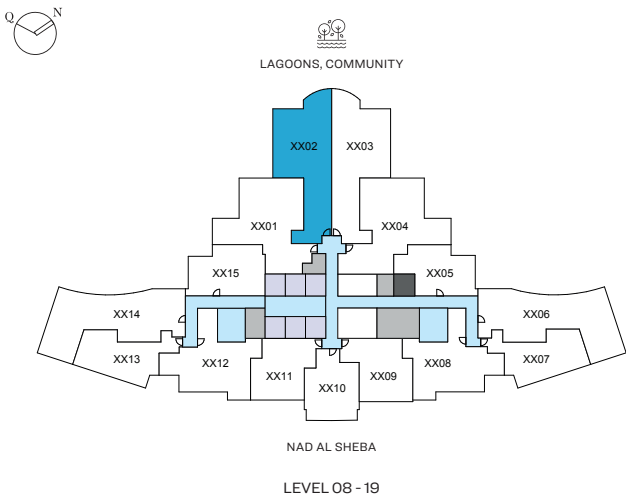 Q N
LAGOONS, COMMUNITY
XX02 XX03
XX01 XX04
XX15 XX05
XX14 XX06
XX13 XX12 XX08 XX07
XX11 XX10 XX09
NAD AL SHEBA
LEVEL 08 - 19